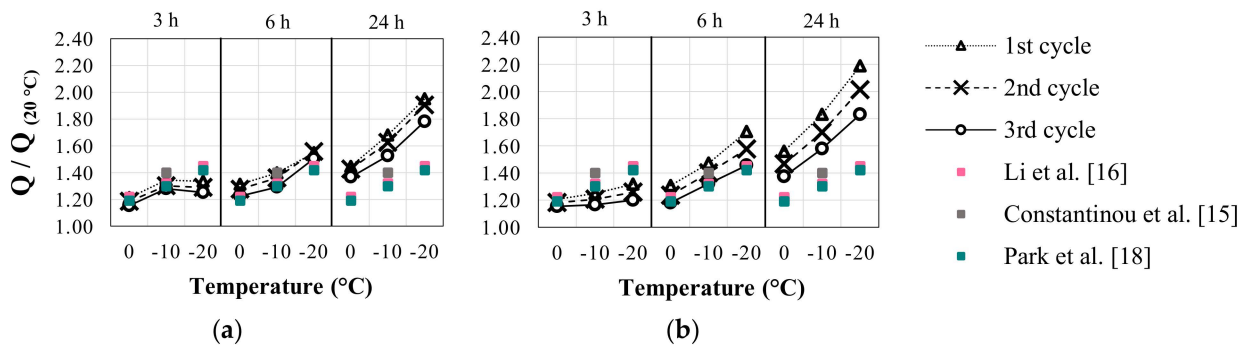 3 h 6 h 24 h
2.40
2.20
2.00
1.80
1.60
1.40
1.20
1.00
Q / Q (20 °C)
0 -10 -20 0 -10 -20 0 -10 -20
Temperature (°C)
(a)
3 h 6 h 24 h
2.40
2.20
2.00
1.80
1.60
1.40
1.20
1.00
0 -10 -20 0 -10 -20 0 -10 -20
Temperature (°C)
(b)
1st cycle
2nd cycle
3rd cycle
Li et al. [16]
Constantinou et al. [15]
Park et al. [18]